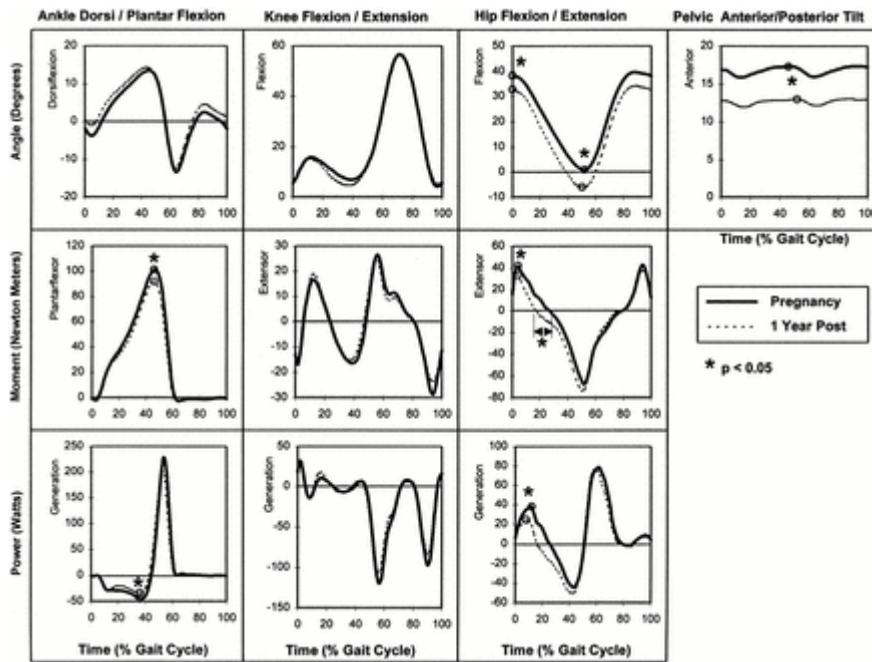 Ankle Dorsi / Plantar Flexion
Knee Flexion / Extension
Hip Flexion / Extension
Pelvic Anterior/Posterior Tilt
Angle (Degrees)
Dorsiflexion
20
10
0
-10
-20
0 20 40 60 80 100
Flexion
60
40
20
0
0 20 40 60 80 100
Flexion
50
40
30
20
10
0
-10
0 20 40 60 80 100
*
*
Anterior
20
15
10
5
0
0 20 40 60 80 100
*
Time (% Gait Cycle)
Moment (Newton Meters)
Plantarflexor
120
100
80
60
40
20
0
0 20 40 60 80 100
*
Extensor
30
20
10
0
-10
-20
-30
0 20 40 60 80 100
Extensor
60
40
20
0
-20
-40
-60
-80
0 20 40 60 80 100
*
*
Pregnancy
1 Year Post
* p < 0.05
Power (Watts)
Generation
250
200
150
100
50
0
-50
0 20 40 60 80 100
*
Generation
50
0
-50
-100
-150
0 20 40 60 80 100
Generation
100
80
60
40
20
0
-20
-40
-60
0 20 40 60 80 100
*
Time (% Gait Cycle)
Time (% Gait Cycle)
Time (% Gait Cycle)